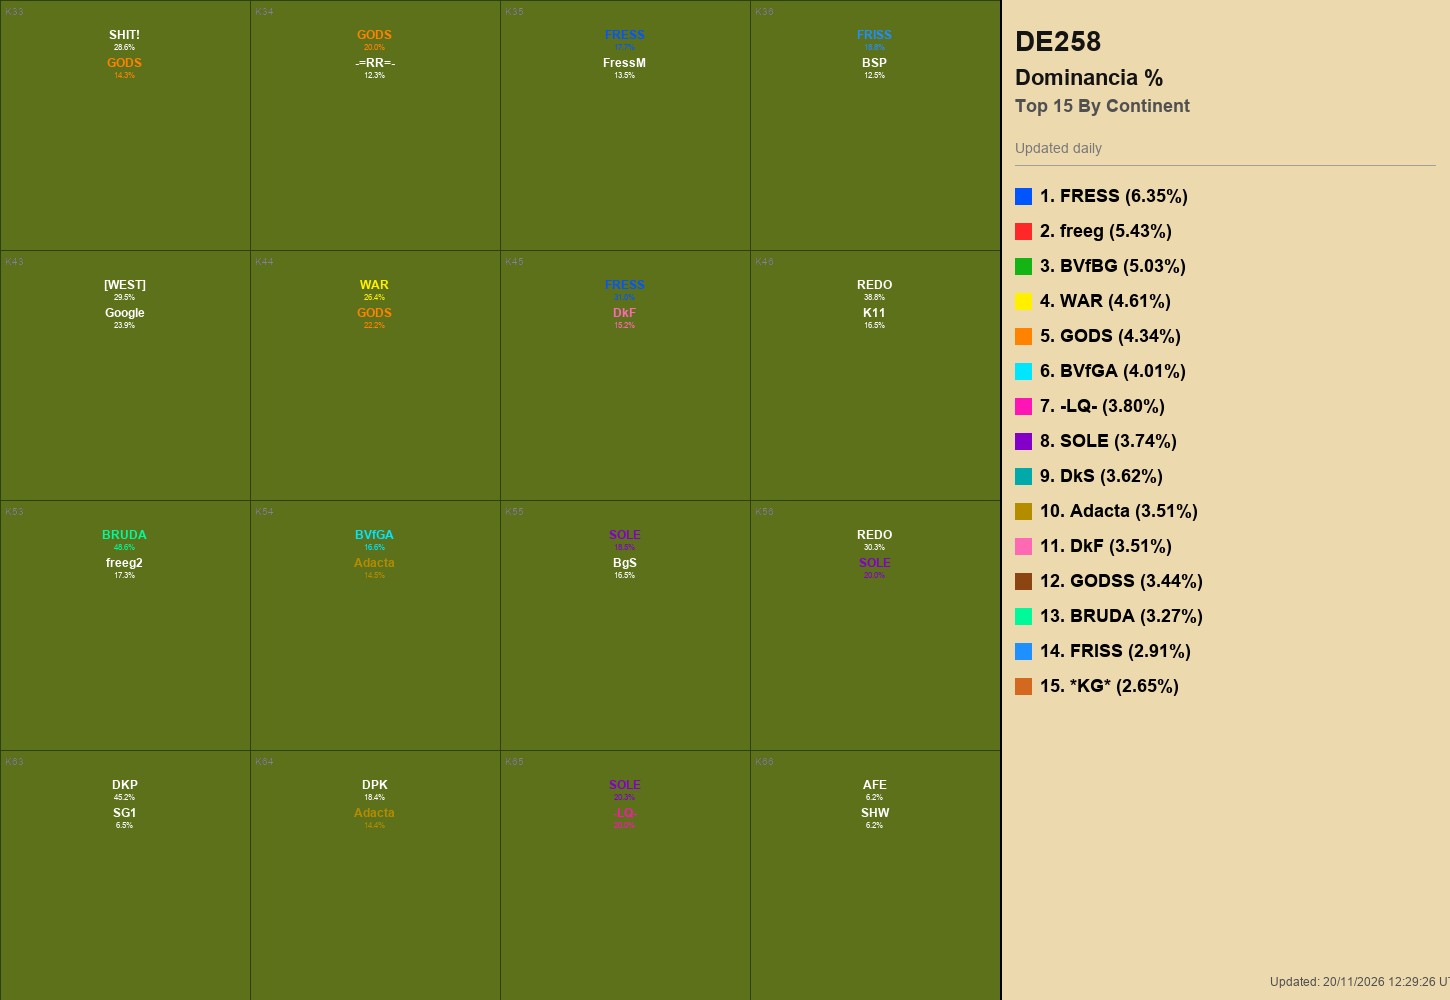 K33
SHIT!
28.6%
GODS
14.3%
K34
GODS
20.0%
-=RR=-
12.3%
K35
FRESS
FressM
13.5%
K36
FRISS
BSP
12.5%
K43
[WEST]
29.5%
Google
23.9%
K44
WAR
26.4%
GODS
22.2%
K45
FRESS
DkF
15.2%
K46
REDO
38.8%
K11
16.5%
K53
BRUDA
48.6%
freeg2
17.3%
K54
BVfGA
16.6%
Adacta
14.5%
K55
SOLE
BgS
16.5%
K56
REDO
30.3%
SOLE
K63
DKP
45.2%
SG1
6.5%
K64
DPK
18.4%
Adacta
14.4%
K65
SOLE
-LQ-
K66
AFE
6.2%
SHW
6.2%
DE258
Dominancia %
Top 15 By Continent
Updated daily
1. FRESS (6.35%)
2. freeg (5.43%)
3. BVfBG (5.03%)
4. WAR (4.61%)
5. GODS (4.34%)
6. BVfGA (4.01%)
7. -LQ- (3.80%)
8. SOLE (3.74%)
9. DkS (3.62%)
10. Adacta (3.51%)
11. DkF (3.51%)
12. GODSS (3.44%)
13. BRUDA (3.27%)
14. FRISS (2.91%)
15. *KG* (2.65%)
Updated: 20/11/2026 12:29:26